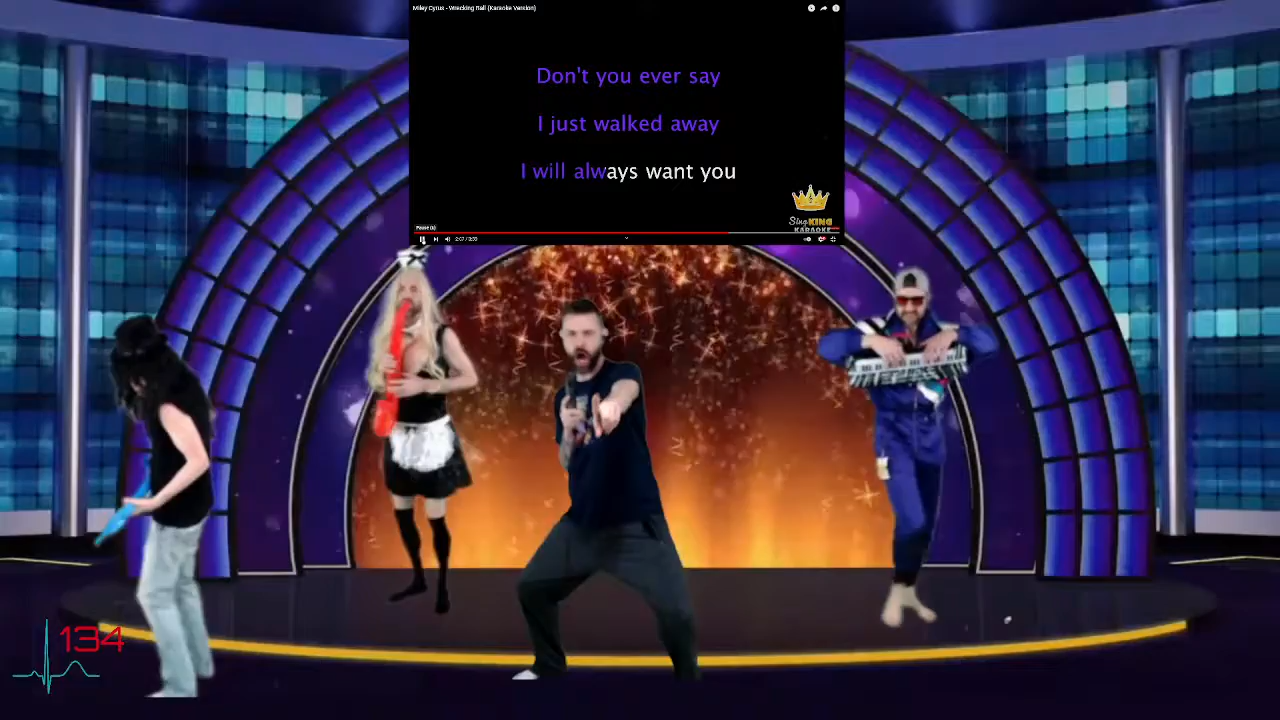 Miley Cyrus - Wrecking Ball (Karaoke Version)
Don't you ever say
I just walked away
I will always want you
Sing KING
KARAOKE
Pause (k)
134